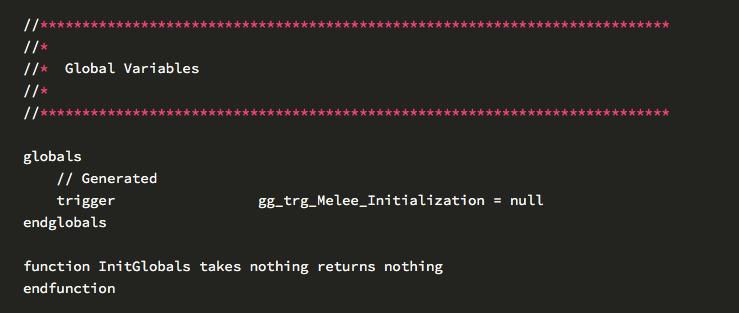 //***************************************************************************
//*
//*  Global Variables
//*
//***************************************************************************

globals
    // Generated
    trigger                 gg_trg_Melee_Initialization = null
endglobals

function InitGlobals takes nothing returns nothing
endfunction